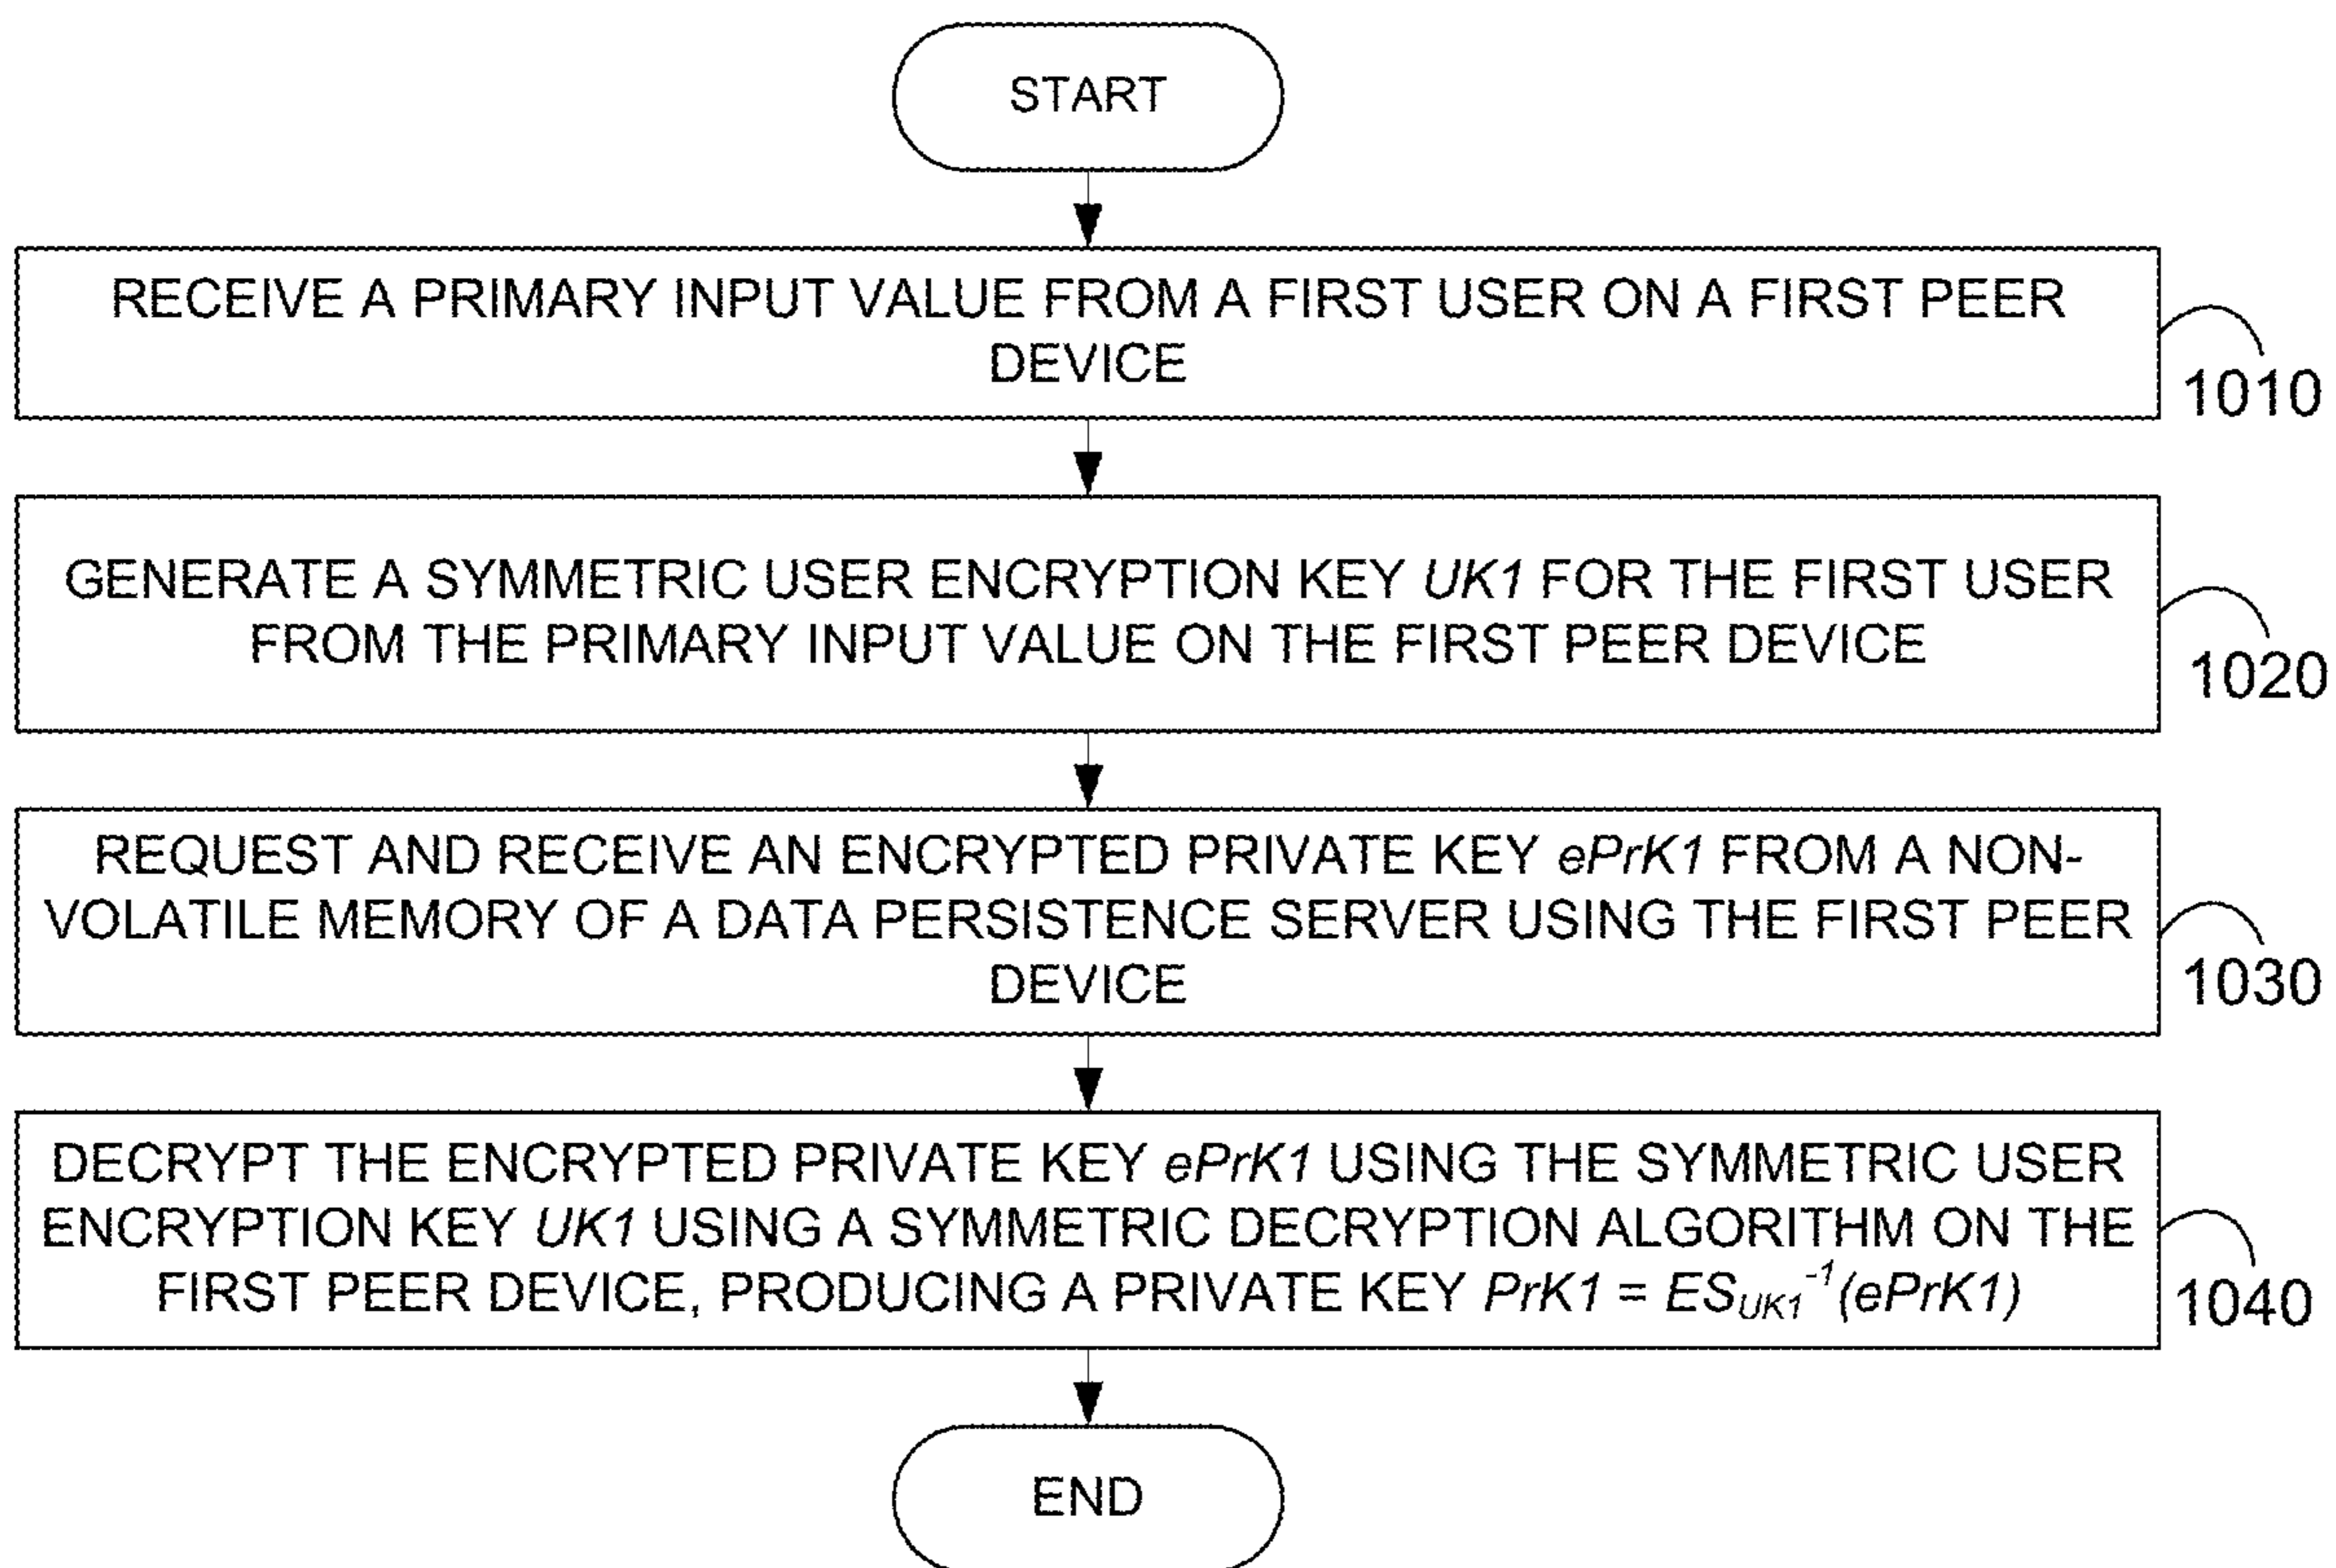 START
RECEIVE A PRIMARY INPUT VALUE FROM A FIRST USER ON A FIRST PEER
DEVICE
1010
GENERATE A SYMMETRIC USER ENCRYPTION KEY UK1 FOR THE FIRST USER
FROM THE PRIMARY INPUT VALUE ON THE FIRST PEER DEVICE
1020
REQUEST AND RECEIVE AN ENCRYPTED PRIVATE KEY ePrK1 FROM A NON-
VOLATILE MEMORY OF A DATA PERSISTENCE SERVER USING THE FIRST PEER
DEVICE
1030
DECRYPT THE ENCRYPTED PRIVATE KEY ePrK1 USING THE SYMMETRIC USER
ENCRYPTION KEY UK1 USING A SYMMETRIC DECRYPTION ALGORITHM ON THE
FIRST PEER DEVICE, PRODUCING A PRIVATE KEY PrK1 = ES_UK1^-1(ePrK1)
1040
END